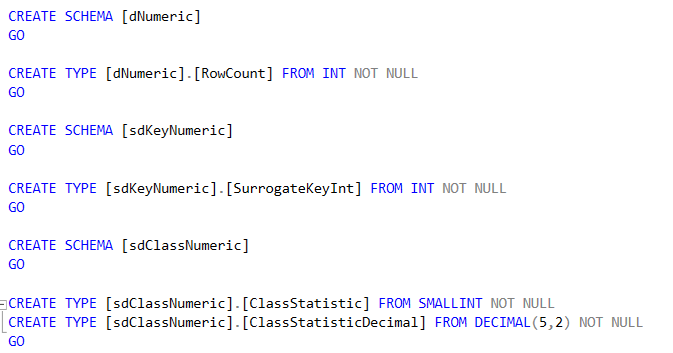 CREATE SCHEMA [dNumeric]
GO
CREATE TYPE [dNumeric].[RowCount] FROM INT NOT NULL
GO
CREATE SCHEMA [sdKeyNumeric]
GO
CREATE TYPE [sdKeyNumeric].[SurrogateKeyInt] FROM INT NOT NULL
GO
CREATE SCHEMA [sdClassNumeric]
GO
CREATE TYPE [sdClassNumeric].[ClassStatistic] FROM SMALLINT NOT NULL
CREATE TYPE [sdClassNumeric].[ClassStatisticDecimal] FROM DECIMAL(5,2) NOT NULL
GO